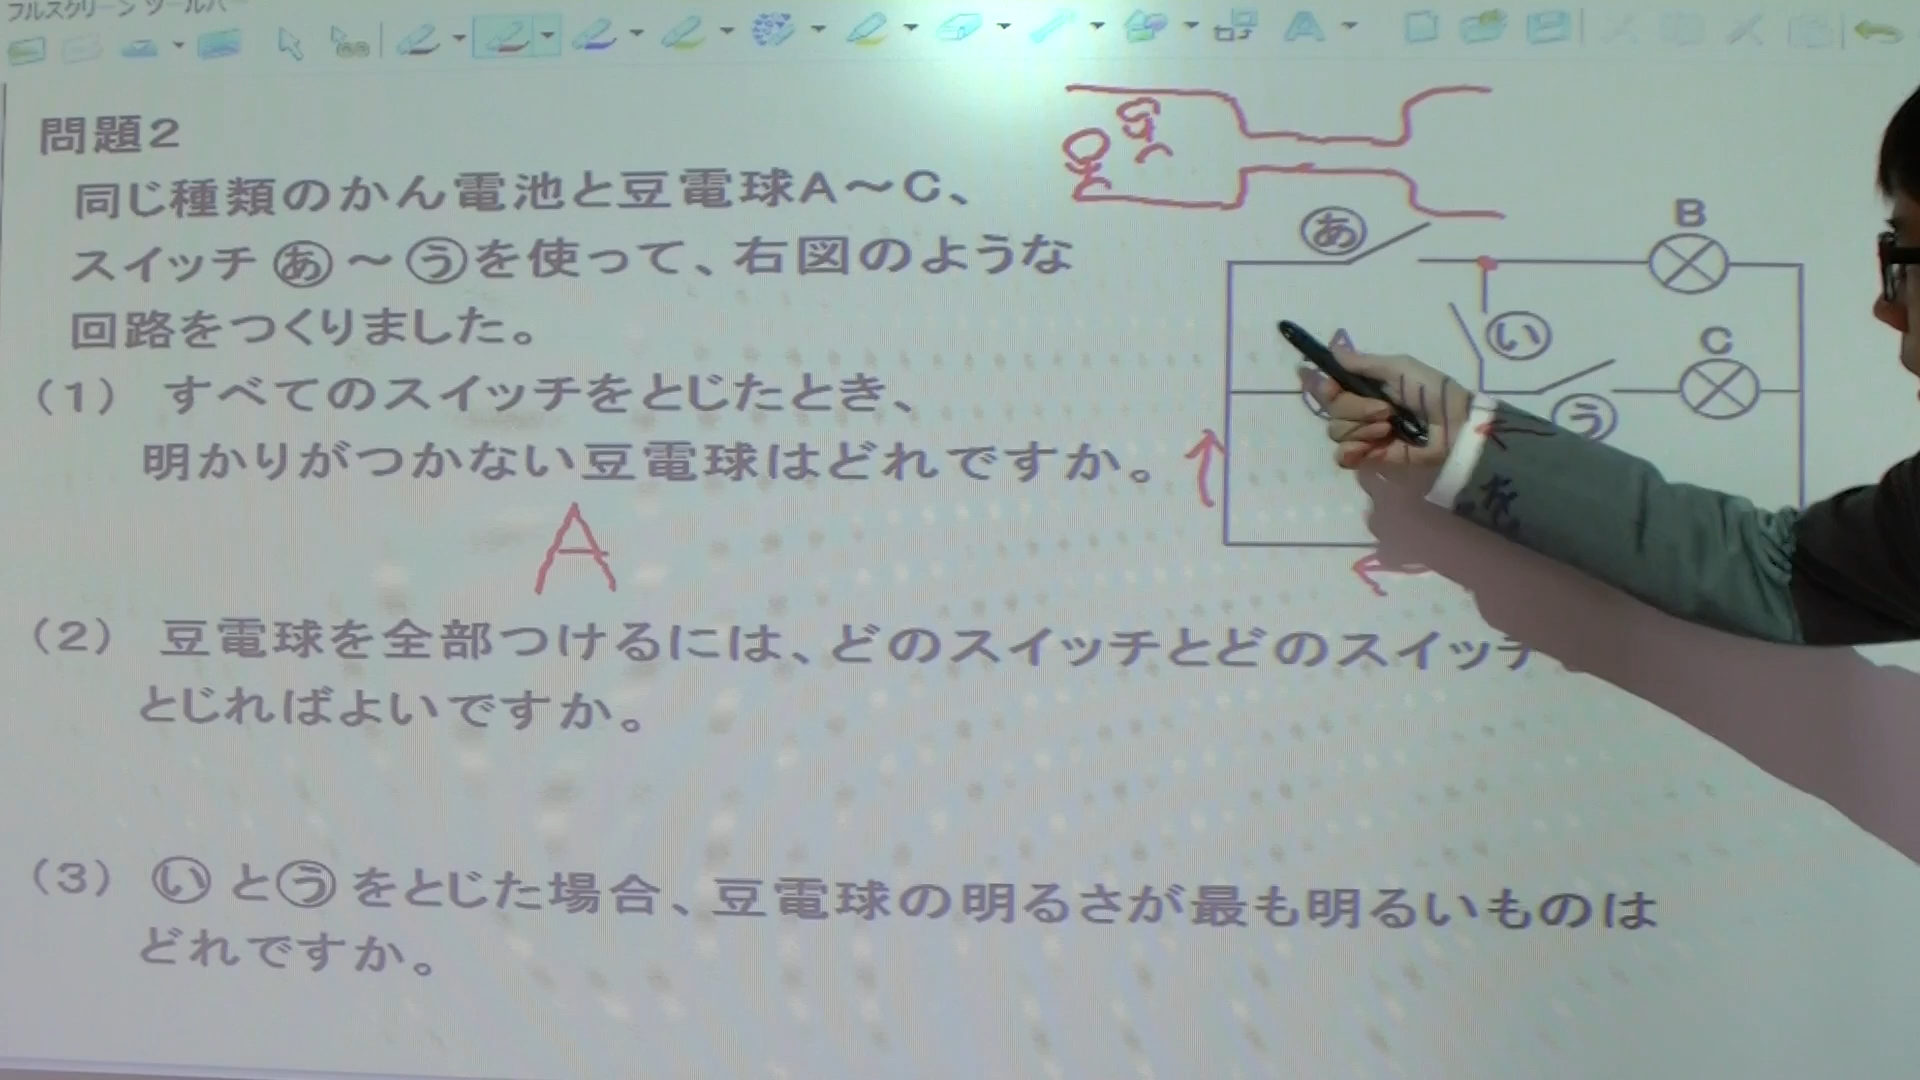 フルスクリーン ツールバー
問題２
同じ種類のかん電池と豆電球Ａ～Ｃ、
スイッチ あ ～ う を使って、右図のような
回路をつくりました。
（１） すべてのスイッチをとじたとき、
明かりがつかない豆電球はどれですか。
A
（２） 豆電球を全部つけるには、どのスイッチとどのスイッチ
とじればよいですか。
（３） い と う をとじた場合、豆電球の明るさが最も明るいものは
どれですか。
あ
B
い
A
C
う
を